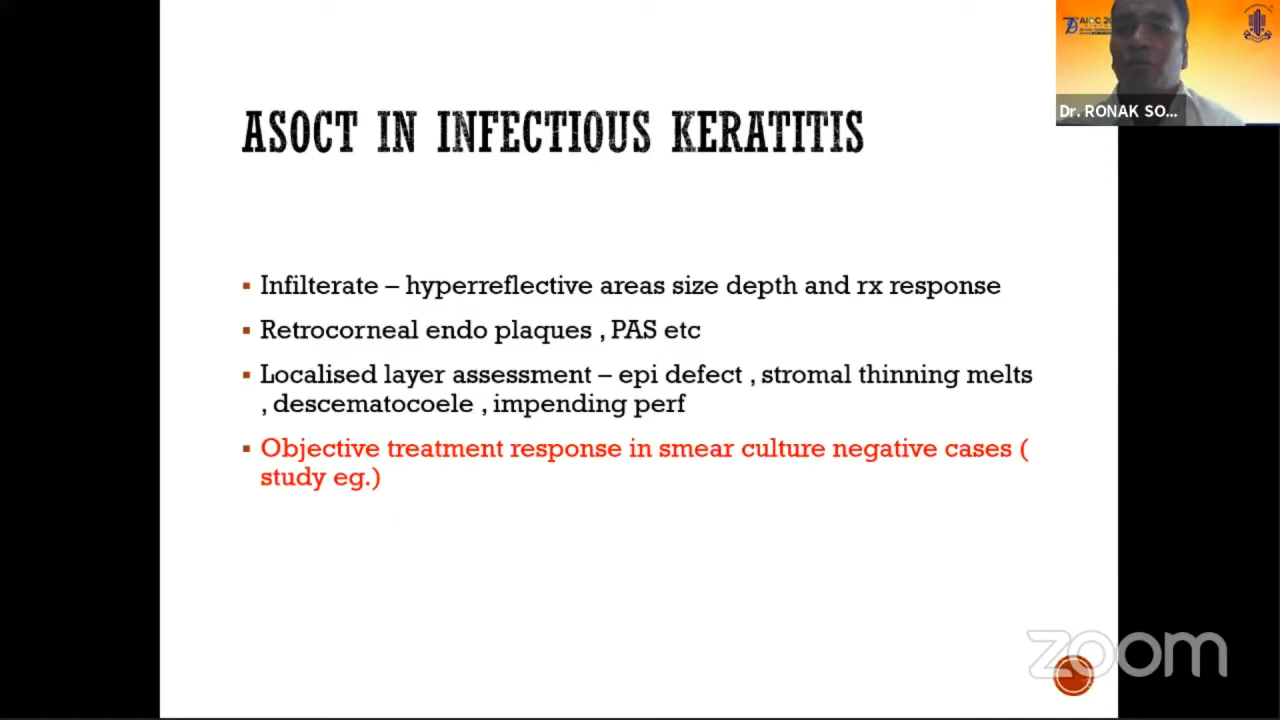 ASOCT IN INFECTIOUS KERATITIS
▪ Infilterate – hyperreflective areas size depth and rx response
▪ Retrocorneal endo plaques , PAS etc
▪ Localised layer assessment – epi defect , stromal thinning melts
, descematocoele , impending perf
▪ Objective treatment response in smear culture negative cases (
study eg.)
Dr. RONAK SO...
zoom